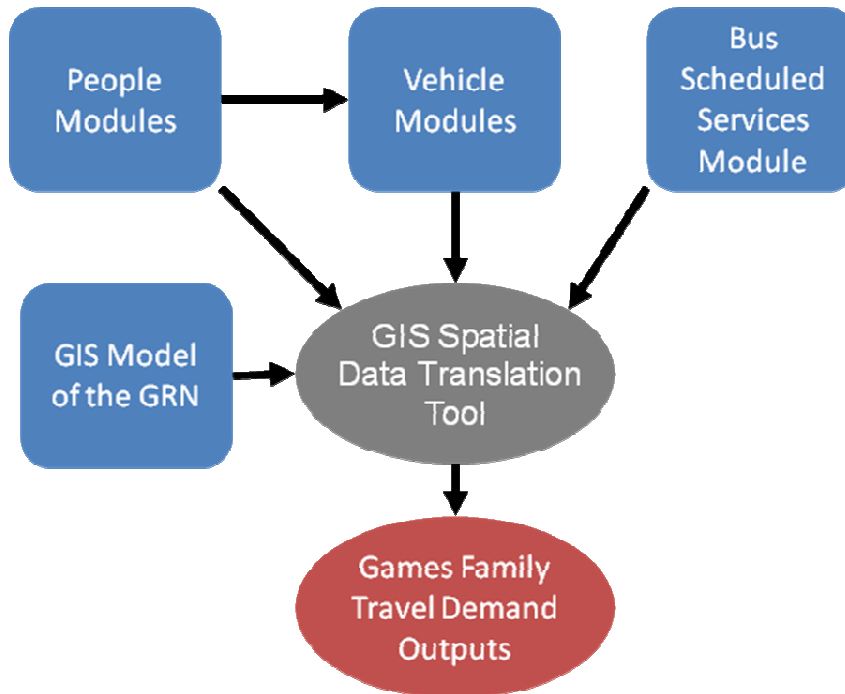 People
Modules
Vehicle
Modules
Bus
Scheduled
Services
Module
GIS Model
of the GRN
GIS Spatial
Data Translation
Tool
Games Family
Travel Demand
Outputs